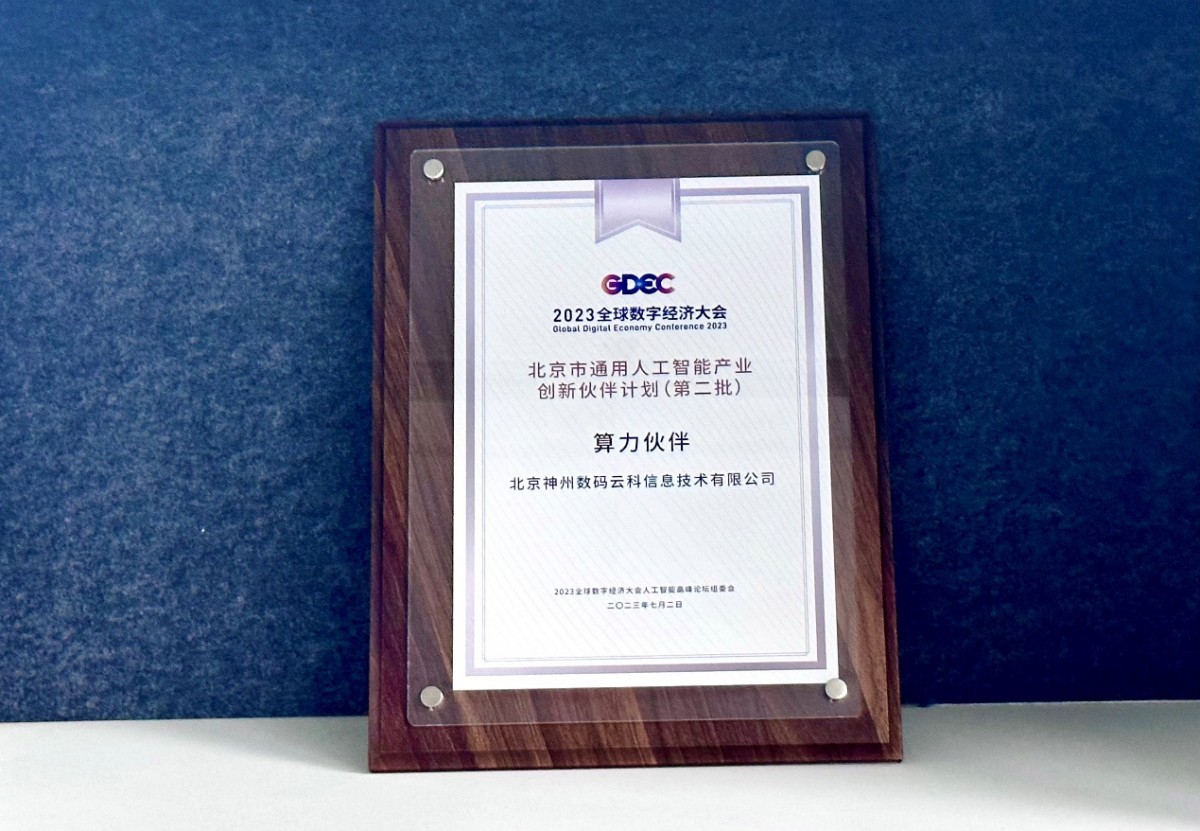 GDEC
2023全球数字经济大会
Global Digital Economy Conference 2023
北京市通用人工智能产业
创新伙伴计划(第二批)
算力伙伴
北京神州数码云科信息技术有限公司
2023全球数字经济大会人工智能高峰论坛组委会
二〇二三年七月二日